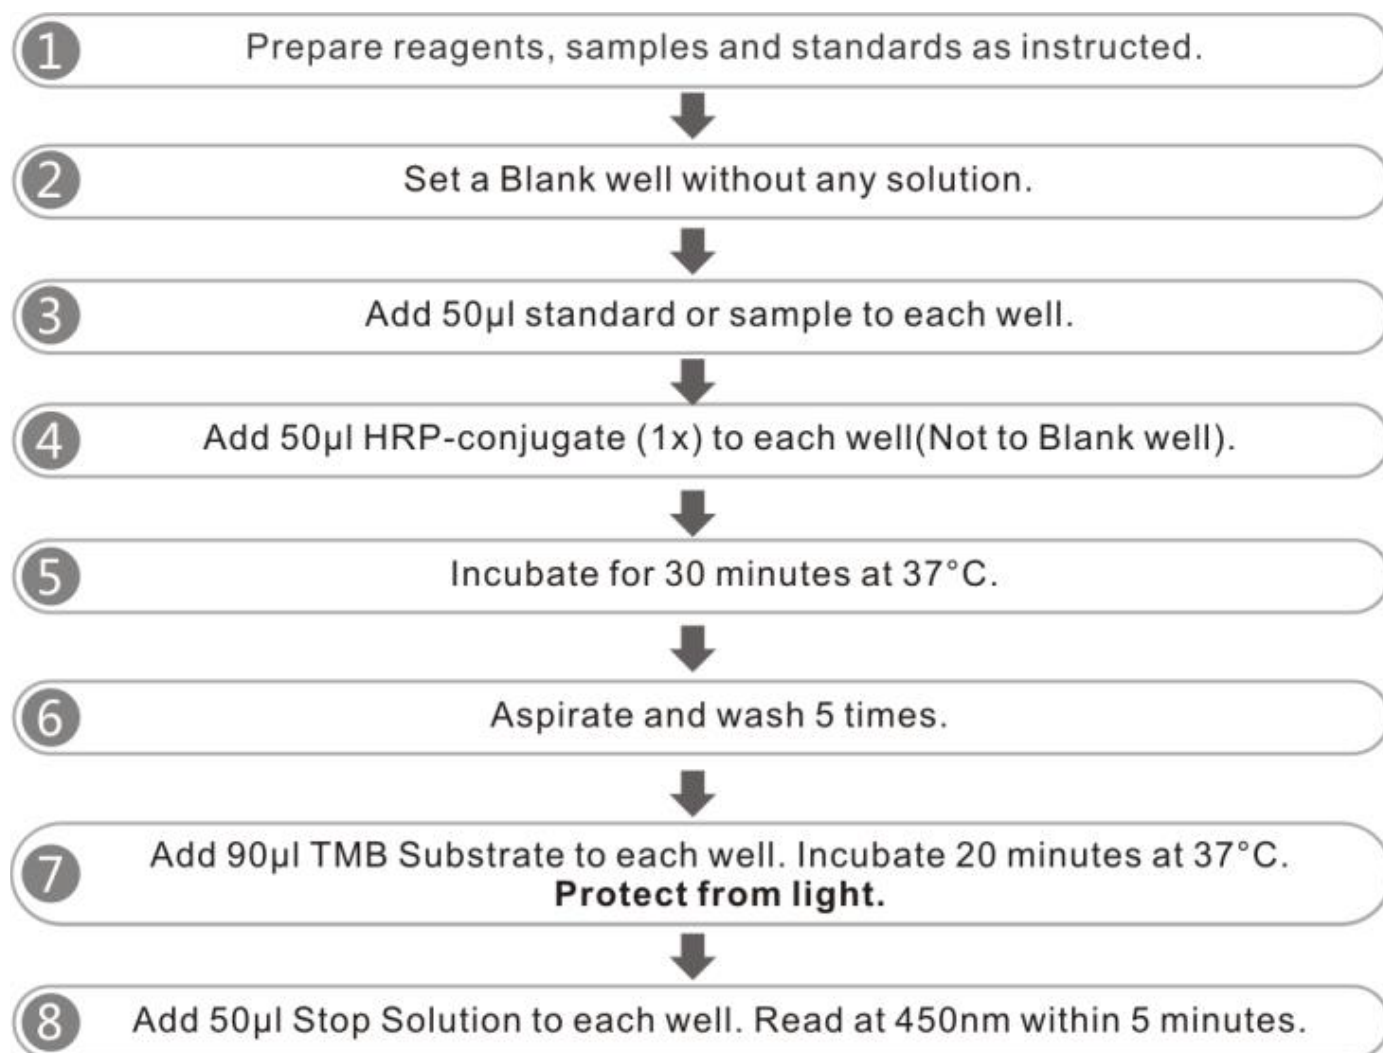 1 Prepare reagents, samples and standards as instructed.
2 Set a Blank well without any solution.
3 Add 50µl standard or sample to each well.
4 Add 50µl HRP-conjugate (1x) to each well(Not to Blank well).
5 Incubate for 30 minutes at 37°C.
6 Aspirate and wash 5 times.
7 Add 90µl TMB Substrate to each well. Incubate 20 minutes at 37°C.
Protect from light.
8 Add 50µl Stop Solution to each well. Read at 450nm within 5 minutes.